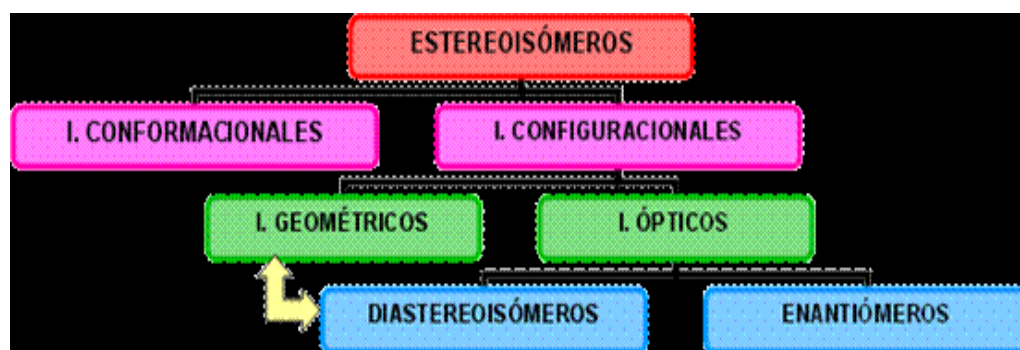 ESTEREOISÓMEROS
I. CONFORMACIONALES
I. CONFIGURACIONALES
I. GEOMÉTRICOS
I. ÓPTICOS
DIASTEREOISÓMEROS
ENANTIÓMEROS